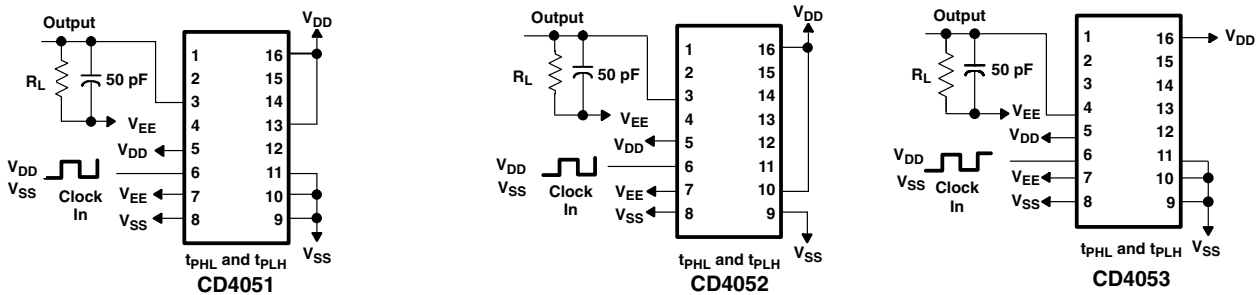 Output
V_DD
1 16
R_L 50 pF
2 15
3 14
V_EE
4 13
V_DD 5 12
V_DD
V_SS
Clock In
6 11
V_EE 7 10
V_SS 8 9
V_SS
t_PHL and t_PLH
CD4051
Output
V_DD
1 16
R_L 50 pF
2 15
3 14
V_EE
4 13
V_DD 5 12
V_DD
V_SS
Clock In
6 11
V_EE 7 10
V_SS 8 9
V_SS
t_PHL and t_PLH
CD4052
Output
1 16 V_DD
R_L 50 pF
2 15
3 14
4 13
V_EE
V_DD 5 12
V_DD
V_SS
Clock In
6 11
V_EE 7 10
V_SS 8 9
V_SS
t_PHL and t_PLH
CD4053